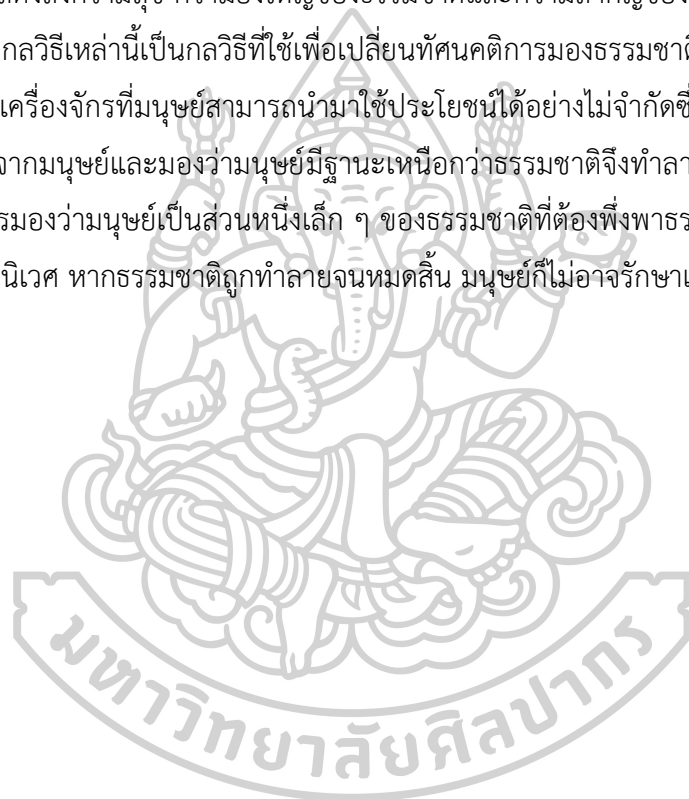 กลวิธีเหล่านี้เป็นกลวิธีที่ใช้เพื่อเปลี่ยนทัศนคติการมองธรรมชาติ
เครื่องจักรที่มนุษย์สามารถนำมาใช้ประโยชน์ได้อย่างไม่จำกัดซึ่
จากมนุษย์และมองว่ามนุษย์มีฐานะเหนือกว่าธรรมชาติจึงทำลา
รมองว่ามนุษย์เป็นส่วนหนึ่งเล็ก ๆ ของธรรมชาติที่ต้องพึ่งพาธร
นิเวศ หากธรรมชาติถูกทำลายจนหมดสิ้น มนุษย์ก็ไม่อาจรักษาเ
มหาวิทยาลัยศิลปากร